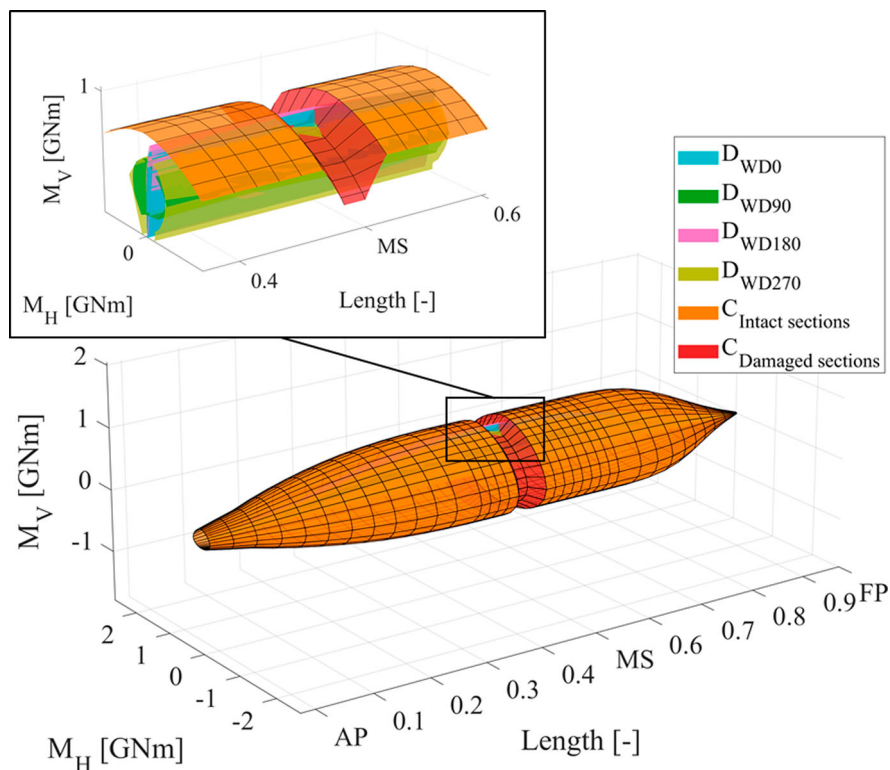 M_V [GNm]
1
0
M_H [GNm]
0.4
MS
0.6
Length [-]
D_WD0
D_WD90
D_WD180
D_WD270
C_Intact sections
C_Damaged sections
M_V [GNm]
2
1
0
-1
2
1
0
-1
-2
M_H [GNm]
AP
0.1
0.2
0.3
0.4
MS
0.6
0.7
0.8
0.9
FP
Length [-]